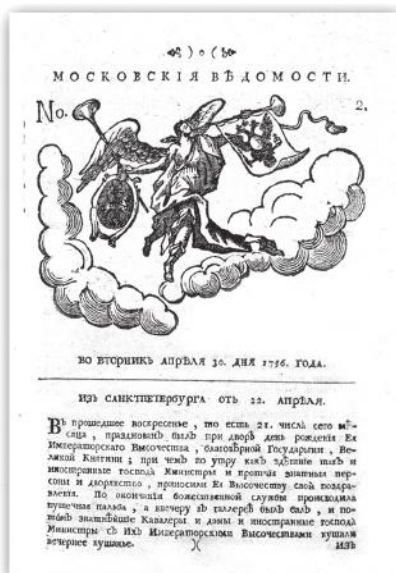 ) о (
МОСКОВСКІЯ ВѢДОМОСТИ.
No. 2.
ВО ВТОРНИКЪ АПРѢЛЯ 30. ДНЯ 1756. ГОДА.
ИЗЪ САНКТПЕТЕРБУРГА ОТЪ 22. АПРѢЛЯ.
Въ прошедшее воскресенье , то есть 21. числа сего мѣ-
сяца , празднованъ былъ при дворѣ день рожденія Ея
Императорскаго Высочества , благовѣрной Государыни , Ве-
ликой Княгини ; при чемъ по утру какъ здѣшніе такъ и
иностранные господа Министры и протчія знатныя пер-
соны и дворянство , приносили Ея Высочеству свои поздра-
вленія. По окончаніи божественной службы происходила
пушечная пальба , а ввечеру въ галлереѣ былъ балъ , и по-
томъ знатнѣйшіе Кавалеры и дамы и иностранные господа
Министры съ Ихъ Императорскими Высочествами кушали
вечернее кушанье. )( ИЗЪ